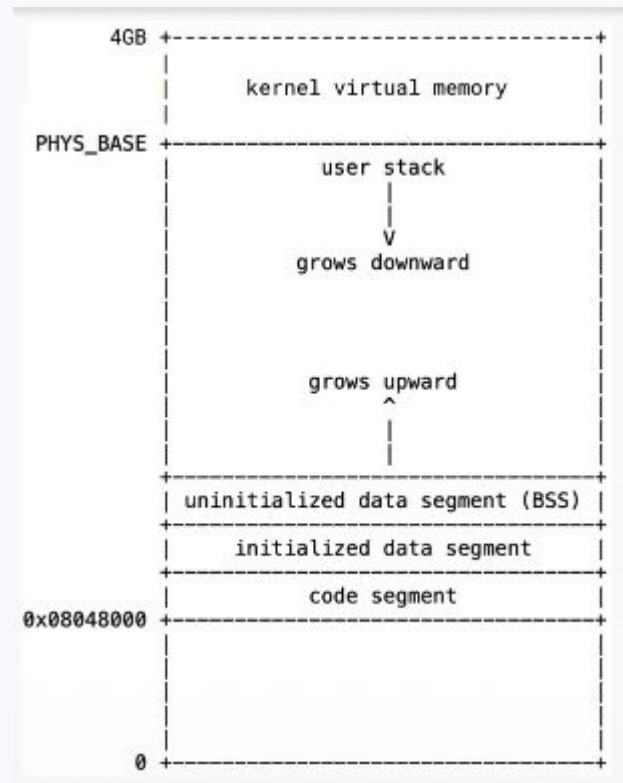 4GB
kernel virtual memory
PHYS_BASE
user stack
V
grows downward
grows upward
^
uninitialized data segment (BSS)
initialized data segment
code segment
0x08048000
0